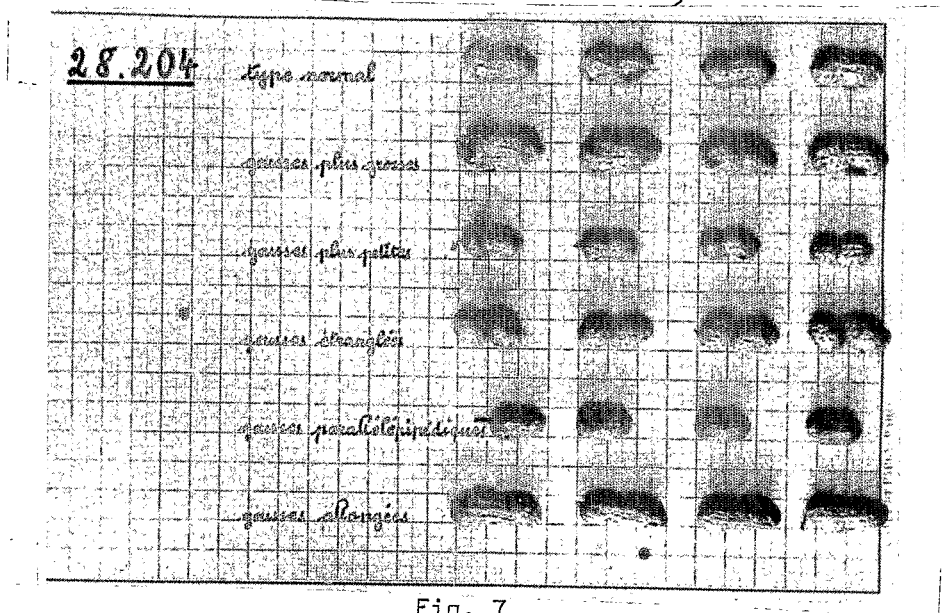 28.204
type normal
gousses plus grosses
gousses plus petites
gousses étranglées
gousses parallélépipédiques
gousses allongées
Fig. 7